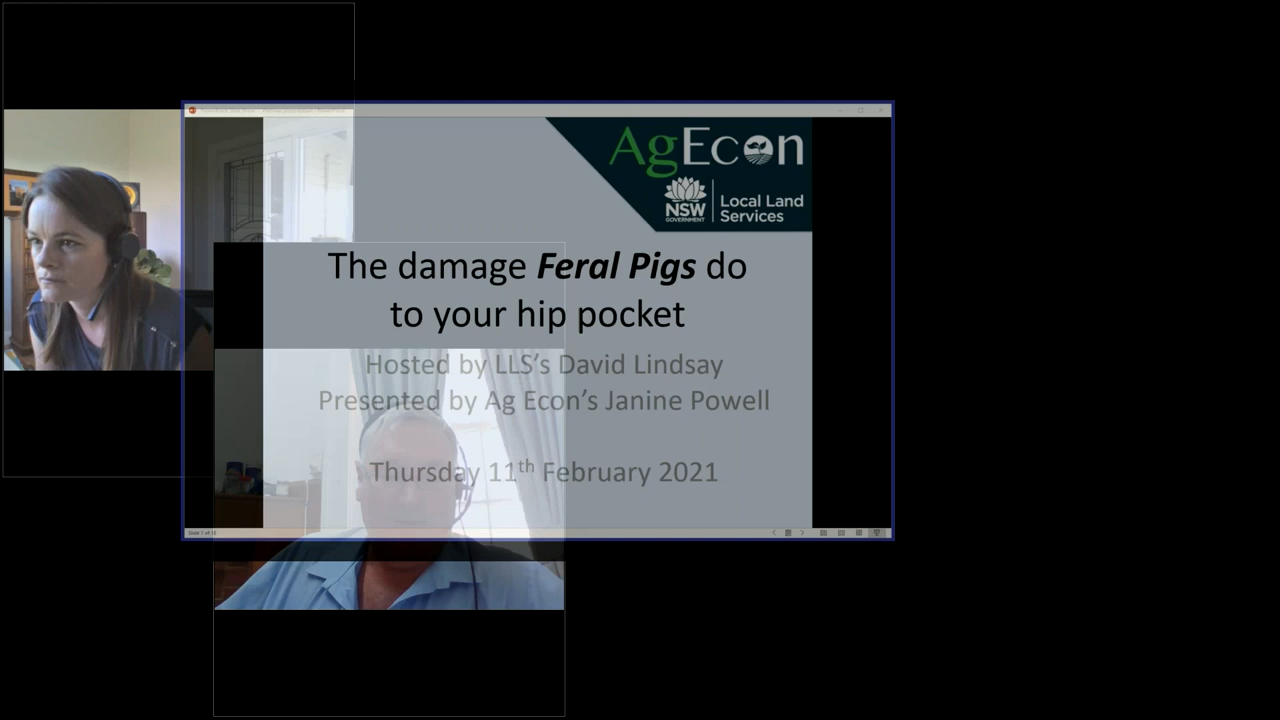 AgEcon
NSW
GOVERNMENT
Local Land
Services
The damage Feral Pigs do
to your hip pocket
Hosted by LLS's David Lindsay
Presented by Ag Econ's Janine Powell
Thursday 11th February 2021